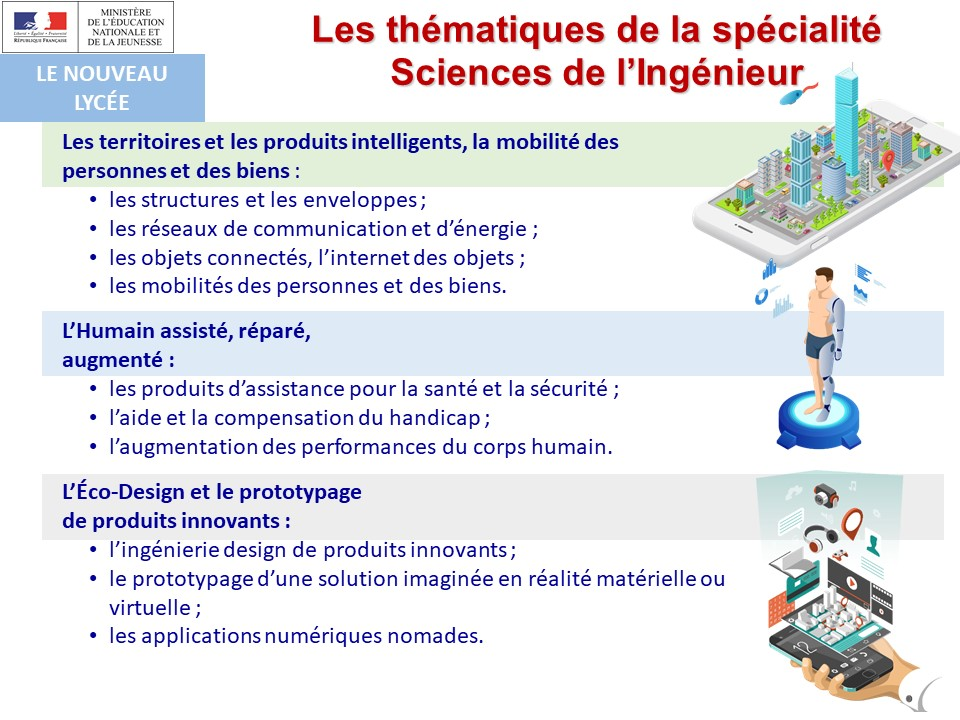 MINISTÈRE
DE L'ÉDUCATION
NATIONALE ET
DE LA JEUNESSE
Liberté • Égalité • Fraternité
RÉPUBLIQUE FRANÇAISE
LE NOUVEAU
LYCÉE
Les thématiques de la spécialité
Sciences de l’Ingénieur
Les territoires et les produits intelligents, la mobilité des
personnes et des biens :
• les structures et les enveloppes ;
• les réseaux de communication et d’énergie ;
• les objets connectés, l’internet des objets ;
• les mobilités des personnes et des biens.
L’Humain assisté, réparé,
augmenté :
• les produits d’assistance pour la santé et la sécurité ;
• l’aide et la compensation du handicap ;
• l’augmentation des performances du corps humain.
L’Éco-Design et le prototypage
de produits innovants :
• l’ingénierie design de produits innovants ;
• le prototypage d’une solution imaginée en réalité matérielle ou
virtuelle ;
• les applications numériques nomades.
12